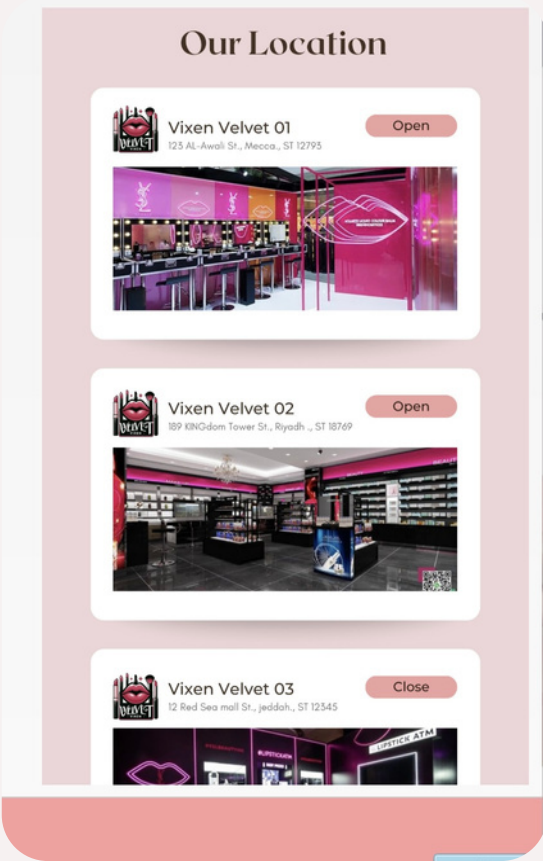 Our Location
Vixen Velvet 01
Open
123 AL-Awali St., Mecca., ST 12793
Vixen Velvet 02
Open
189 KINGdom Tower St., Riyadh ., ST 18769
BEAUT
Vixen Velvet 03
Close
12 Red Sea mall St., jeddah., ST 12345
LIPSTICK ATM
#LIPSTICKATM